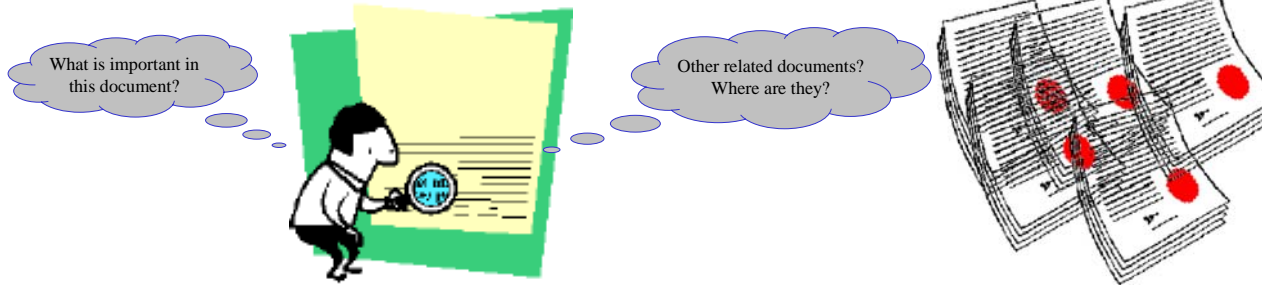 What is important in
this document?
Other related documents?
Where are they?